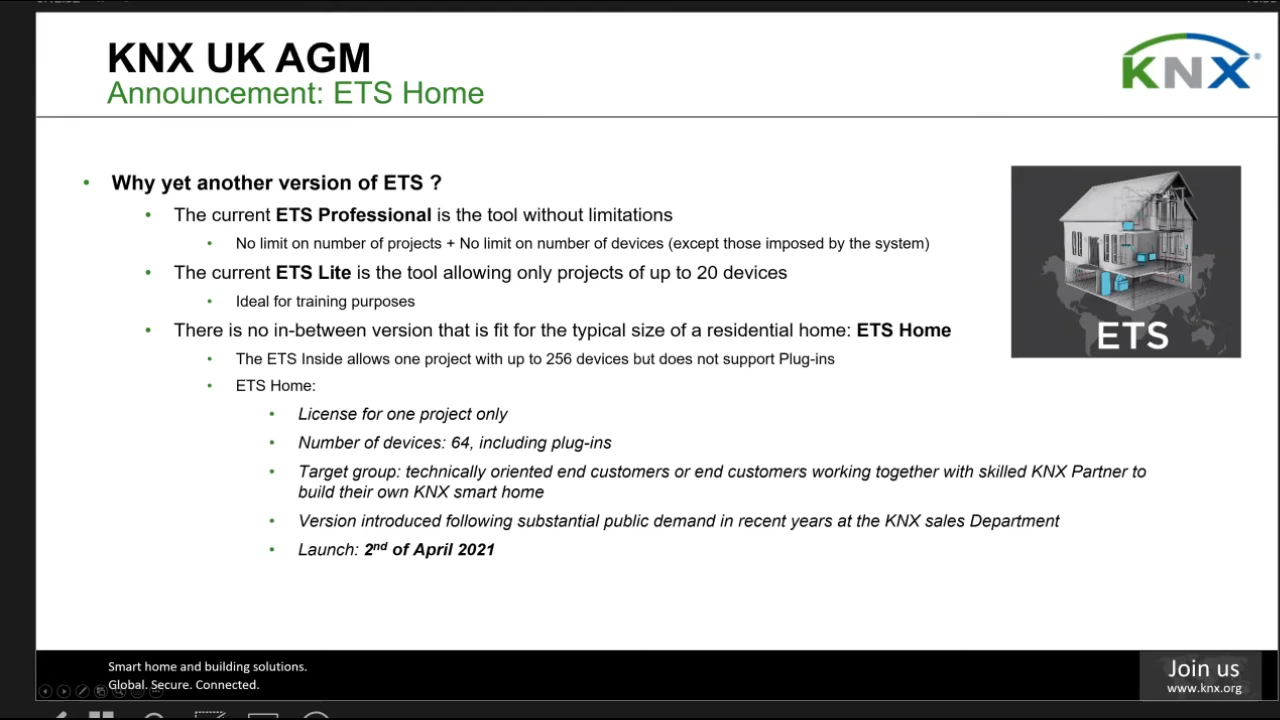 KNX UK AGM
Announcement: ETS Home
KNX®
• Why yet another version of ETS ?
• The current ETS Professional is the tool without limitations
• No limit on number of projects + No limit on number of devices (except those imposed by the system)
• The current ETS Lite is the tool allowing only projects of up to 20 devices
• Ideal for training purposes
• There is no in-between version that is fit for the typical size of a residential home: ETS Home
• The ETS Inside allows one project with up to 256 devices but does not support Plug-ins
• ETS Home:
• License for one project only
• Number of devices: 64, including plug-ins
• Target group: technically oriented end customers or end customers working together with skilled KNX Partner to
build their own KNX smart home
• Version introduced following substantial public demand in recent years at the KNX sales Department
• Launch: 2nd of April 2021
ETS
Smart home and building solutions.
Global. Secure. Connected.
Join us
www.knx.org